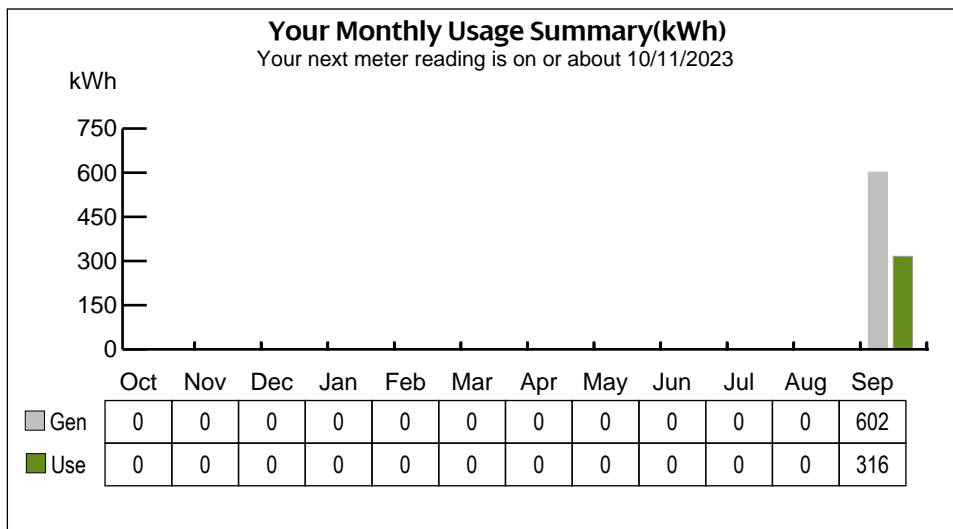 Your Monthly Usage Summary(kWh)
Your next meter reading is on or about 10/11/2023
kWh
750
600
450
300
150
0
Oct Nov Dec Jan Feb Mar Apr May Jun Jul Aug Sep
Gen 0 0 0 0 0 0 0 0 0 0 0 602
Use 0 0 0 0 0 0 0 0 0 0 0 316